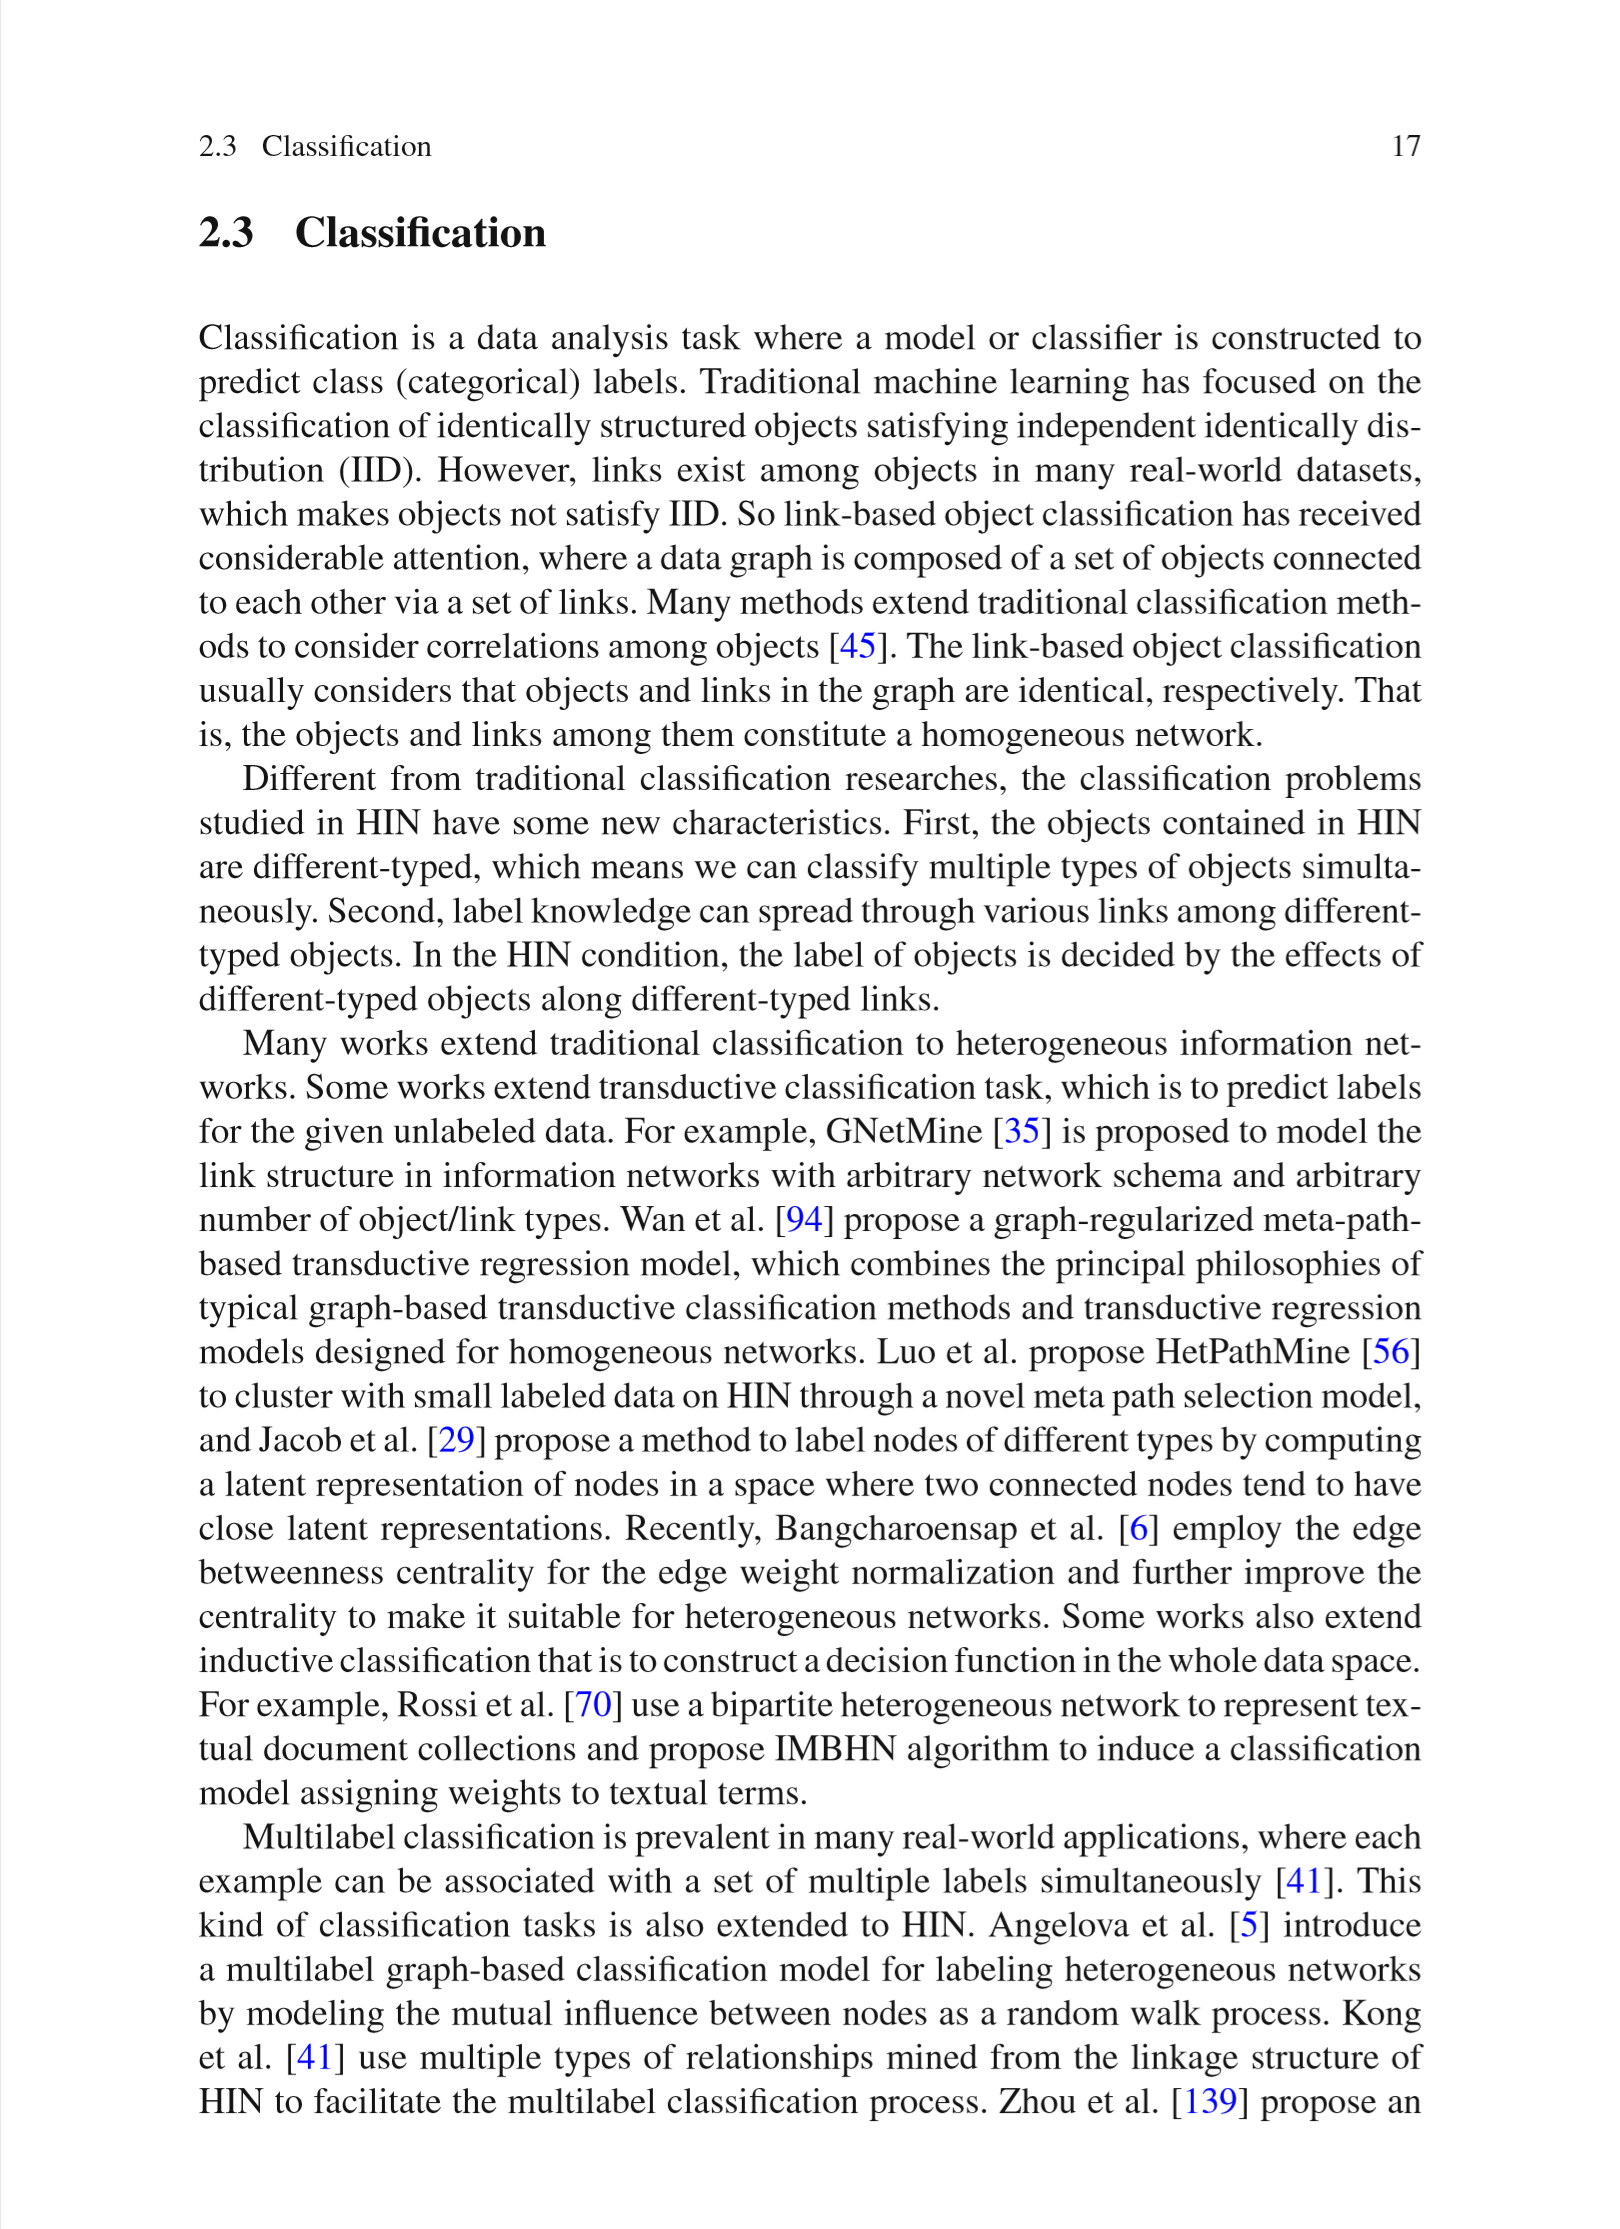 2.3 Classification 17
2.3 Classification
Classification is a data analysis task where a model or classifier is constructed to
predict class (categorical) labels. Traditional machine learning has focused on the
classification of identically structured objects satisfying independent identically dis-
tribution (IID). However, links exist among objects in many real-world datasets,
which makes objects not satisfy IID. So link-based object classification has received
considerable attention, where a data graph is composed of a set of objects connected
to each other via a set of links. Many methods extend traditional classification meth-
ods to consider correlations among objects [45]. The link-based object classification
usually considers that objects and links in the graph are identical, respectively. That
is, the objects and links among them constitute a homogeneous network.
Different from traditional classification researches, the classification problems
studied in HIN have some new characteristics. First, the objects contained in HIN
are different-typed, which means we can classify multiple types of objects simulta-
neously. Second, label knowledge can spread through various links among different-
typed objects. In the HIN condition, the label of objects is decided by the effects of
different-typed objects along different-typed links.
Many works extend traditional classification to heterogeneous information net-
works. Some works extend transductive classification task, which is to predict labels
for the given unlabeled data. For example, GNetMine [35] is proposed to model the
link structure in information networks with arbitrary network schema and arbitrary
number of object/link types. Wan et al. [94] propose a graph-regularized meta-path-
based transductive regression model, which combines the principal philosophies of
typical graph-based transductive classification methods and transductive regression
models designed for homogeneous networks. Luo et al. propose HetPathMine [56]
to cluster with small labeled data on HIN through a novel meta path selection model,
and Jacob et al. [29] propose a method to label nodes of different types by computing
a latent representation of nodes in a space where two connected nodes tend to have
close latent representations. Recently, Bangcharoensap et al. [6] employ the edge
betweenness centrality for the edge weight normalization and further improve the
centrality to make it suitable for heterogeneous networks. Some works also extend
inductive classification that is to construct a decision function in the whole data space.
For example, Rossi et al. [70] use a bipartite heterogeneous network to represent tex-
tual document collections and propose IMBHN algorithm to induce a classification
model assigning weights to textual terms.
Multilabel classification is prevalent in many real-world applications, where each
example can be associated with a set of multiple labels simultaneously [41]. This
kind of classification tasks is also extended to HIN. Angelova et al. [5] introduce
a multilabel graph-based classification model for labeling heterogeneous networks
by modeling the mutual influence between nodes as a random walk process. Kong
et al. [41] use multiple types of relationships mined from the linkage structure of
HIN to facilitate the multilabel classification process. Zhou et al. [139] propose an